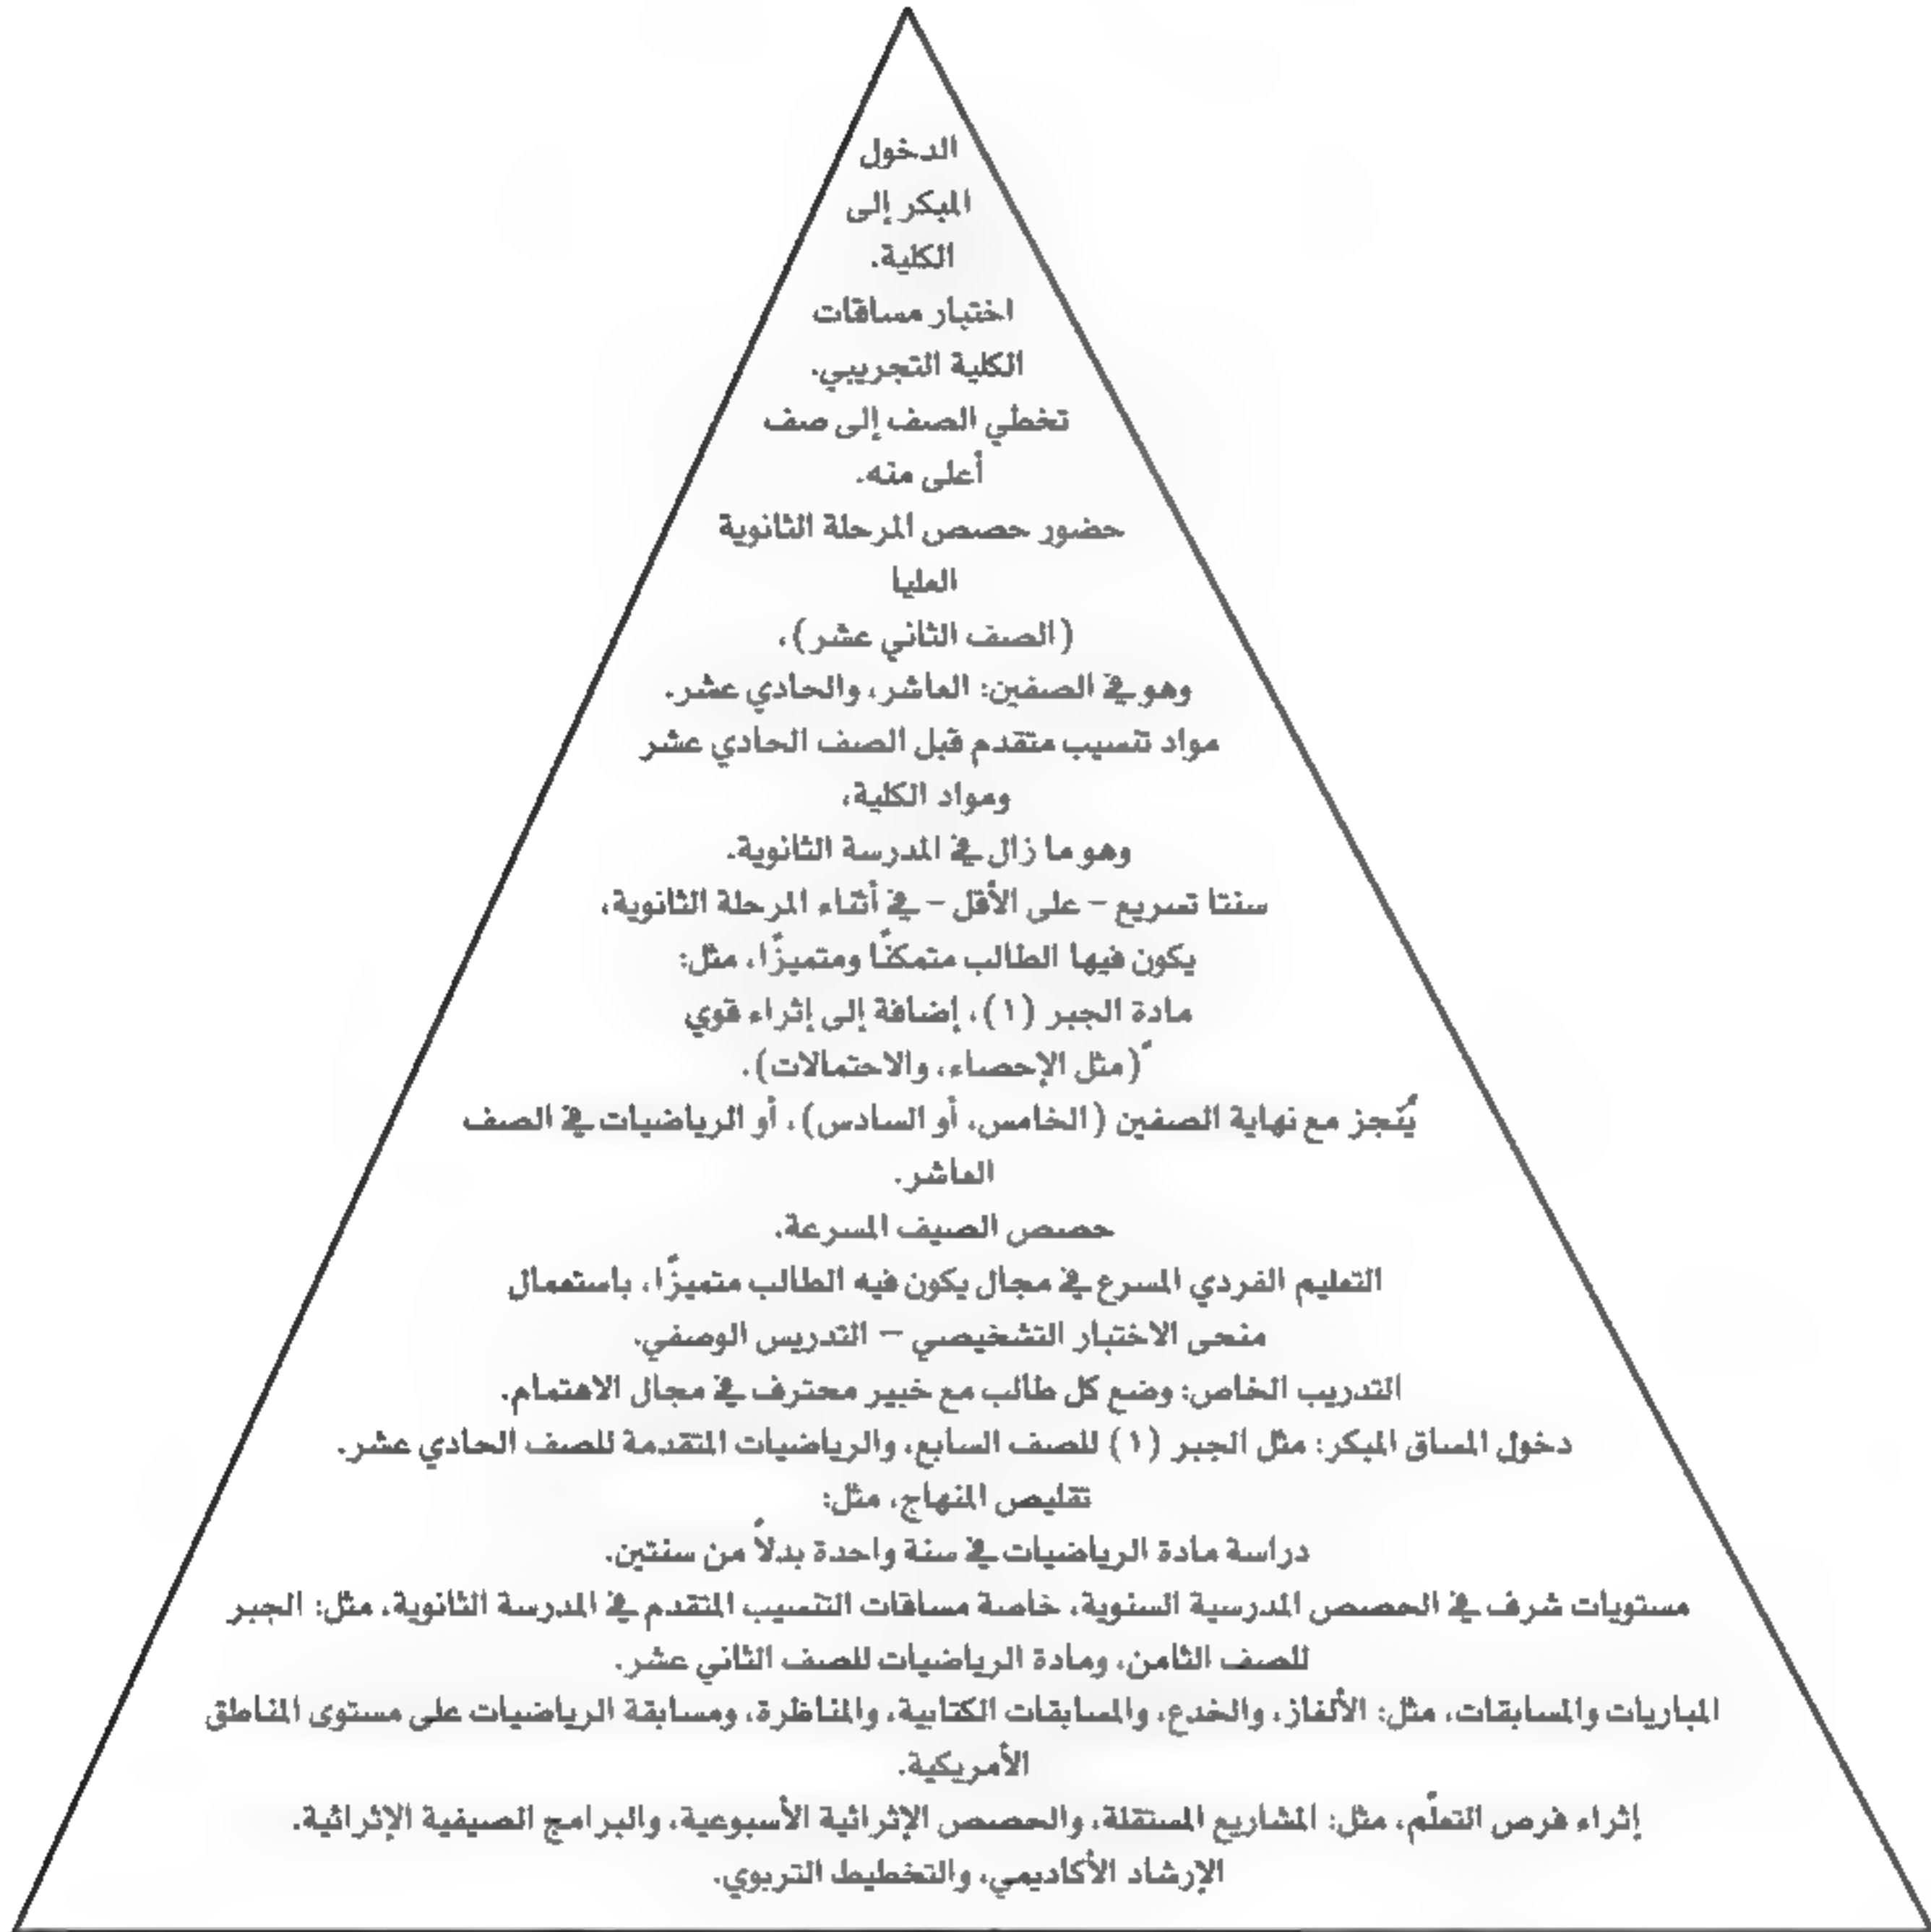 الدخول
المبكر إلى
الكلية.
اختبار مساقات
الكلية التجريبي.
تخطي الصف إلى صف
أعلى منه.
حضور حصص المرحلة الثانوية
العليا
(الصف الثاني عشر)،
وهو في الصفين: العاشر، والحادي عشر.
مواد تنسيب متقدم قبل الصف الحادي عشر
ومواد الكلية،
وهو ما زال في المدرسة الثانوية.
سنتا تسريع – على الأقل – في أثناء المرحلة الثانوية،
يكون فيها الطالب متمكنًا ومتميزًا، مثل:
مادة الجبر (١)، إضافة إلى إثراء قوي
(مثل الإحصاء، والاحتمالات).
يُنجز مع نهاية الصفين (الخامس، أو السادس)، أو الرياضيات في الصف
العاشر.
حصص الصيف المسرعة.
التعليم الفردي المسرع في مجال يكون فيه الطالب متميزًا، باستعمال
منحى الاختبار التشخيصي – التدريس الوصفي.
التدريب الخاص: وضع كل طالب مع خبير محترف في مجال الاهتمام.
دخول المساق المبكر: مثل الجبر (١) للصف السابع، والرياضيات المتقدمة للصف الحادي عشر.
تقليص المنهاج، مثل:
دراسة مادة الرياضيات في سنة واحدة بدلاً من سنتين.
مستويات شرف في الحصص المدرسية السنوية، خاصة مساقات التنسيب المتقدم في المدرسة الثانوية، مثل: الجبر
للصف الثامن، ومادة الرياضيات للصف الثاني عشر.
المباريات والمسابقات، مثل: الألغاز، والخدع، والمسابقات الكتابية، والمناظرة، ومسابقة الرياضيات على مستوى المناطق
الأمريكية.
إثراء فرص التعلّم، مثل: المشاريع المستقلة، والحصص الإثرائية الأسبوعية، والبرامج الصيفية الإثرائية.
الإرشاد الأكاديمي، والتخطيط التربوي.